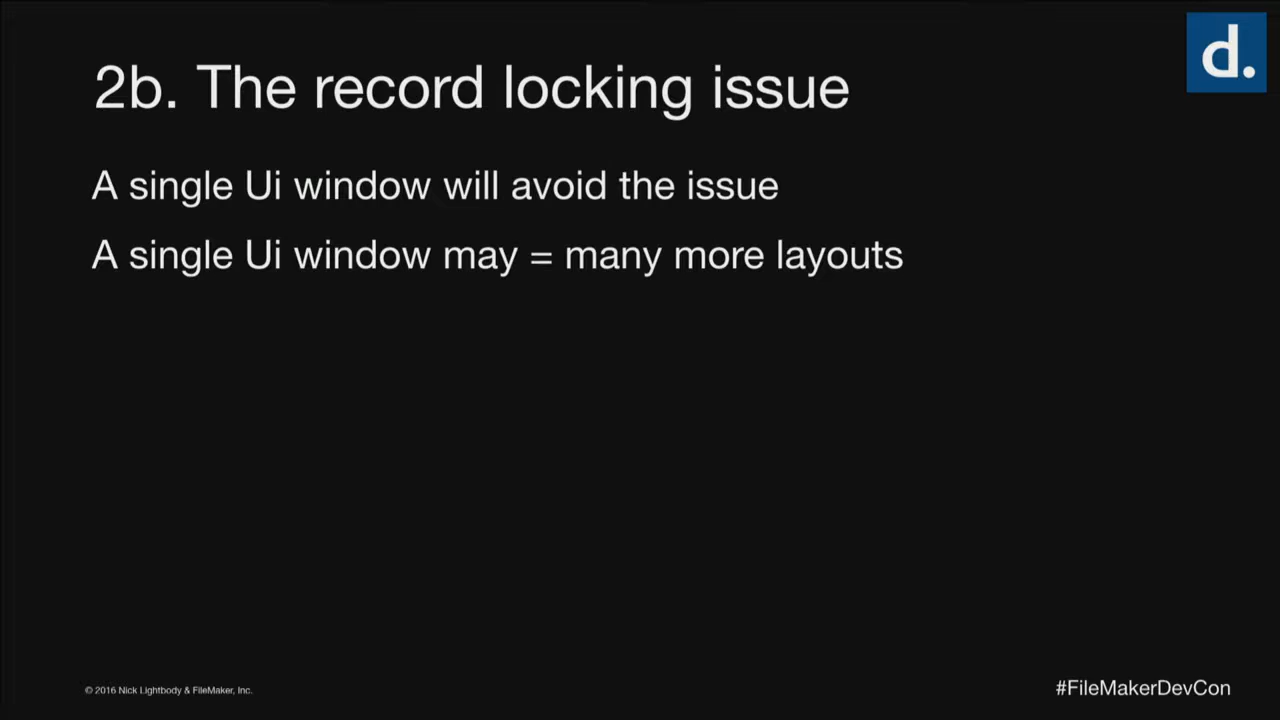 d.
2b. The record locking issue
A single Ui window will avoid the issue
A single Ui window may = many more layouts
© 2016 Nick Lightbody & FileMaker, Inc.
#FileMakerDevCon